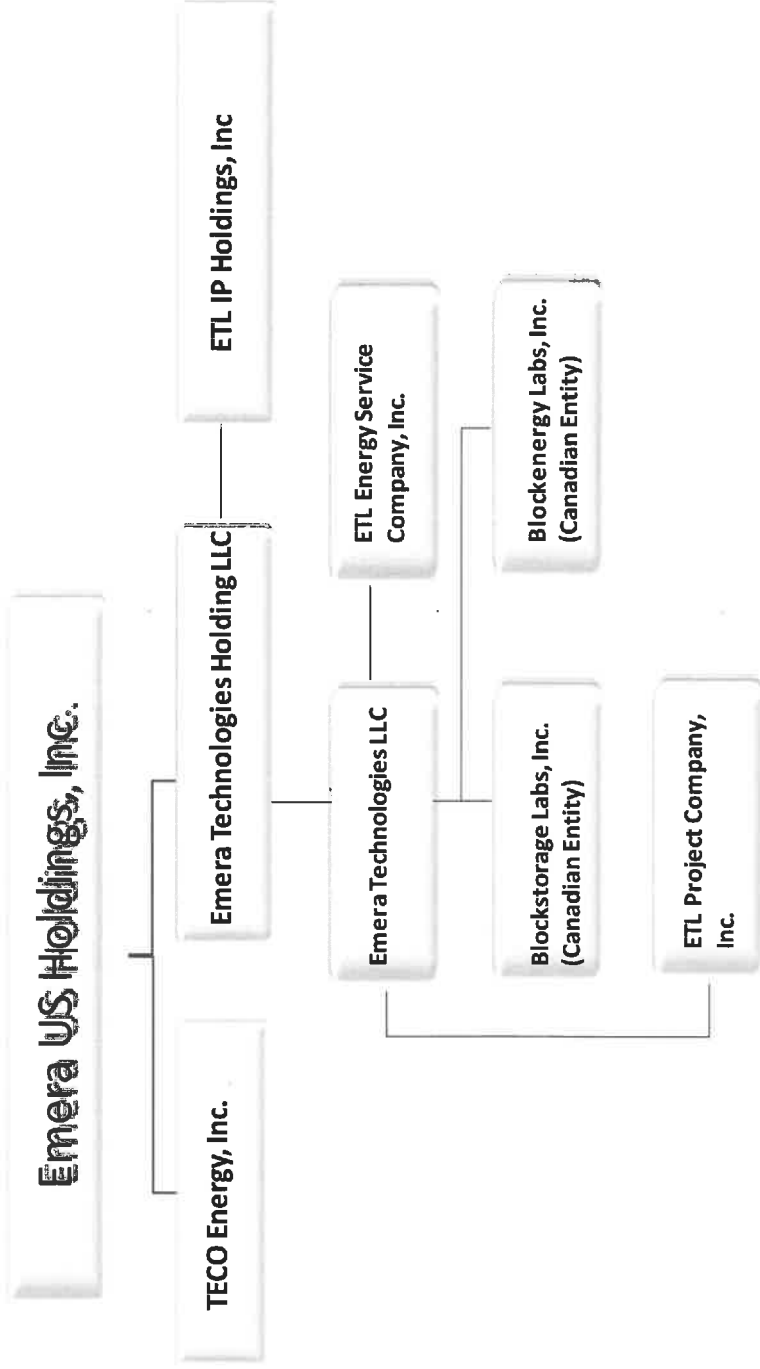 Emera US Holdings, Inc.
TECO Energy, Inc.
Emera Technologies Holding LLC
ETL IP Holdings, Inc
Emera Technologies LLC
ETL Energy Service
Company, Inc.
Blockstorage Labs, Inc.
(Canadian Entity)
Blockenergy Labs, Inc.
(Canadian Entity)
ETL Project Company,
Inc.